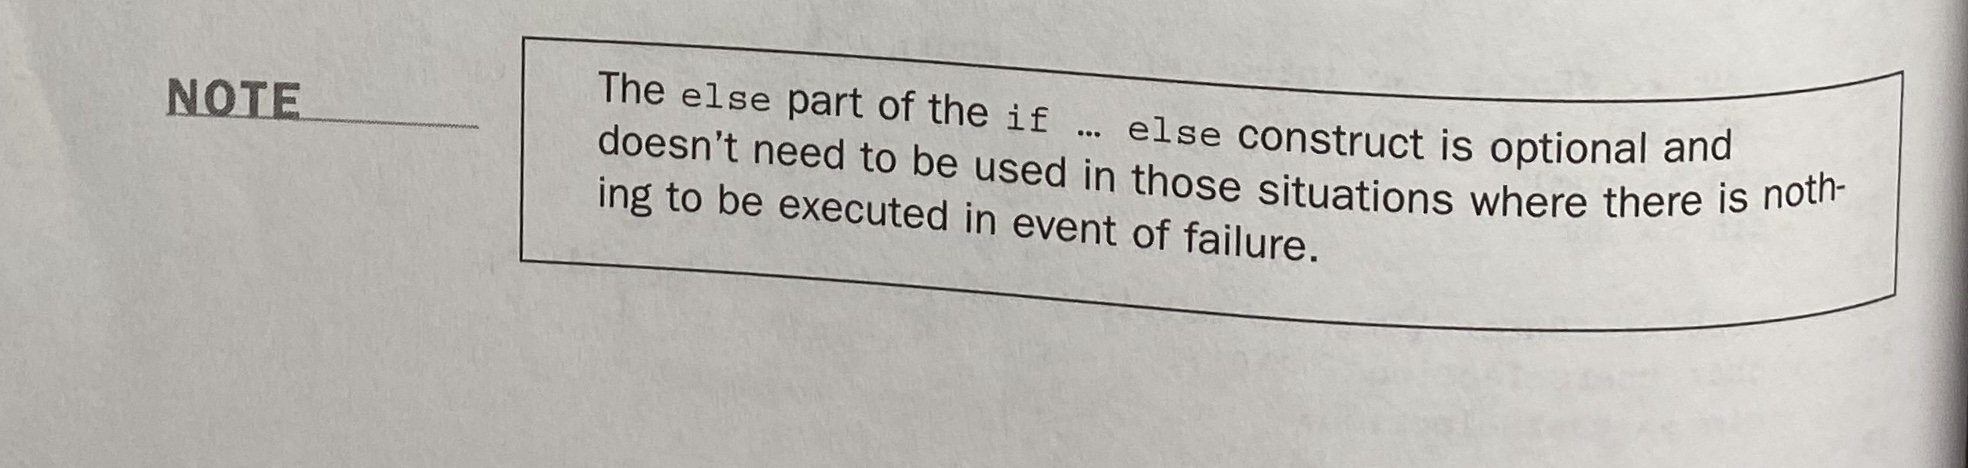 NOTE
The else part of the if … else construct is optional and
doesn't need to be used in those situations where there is noth-
ing to be executed in event of failure.